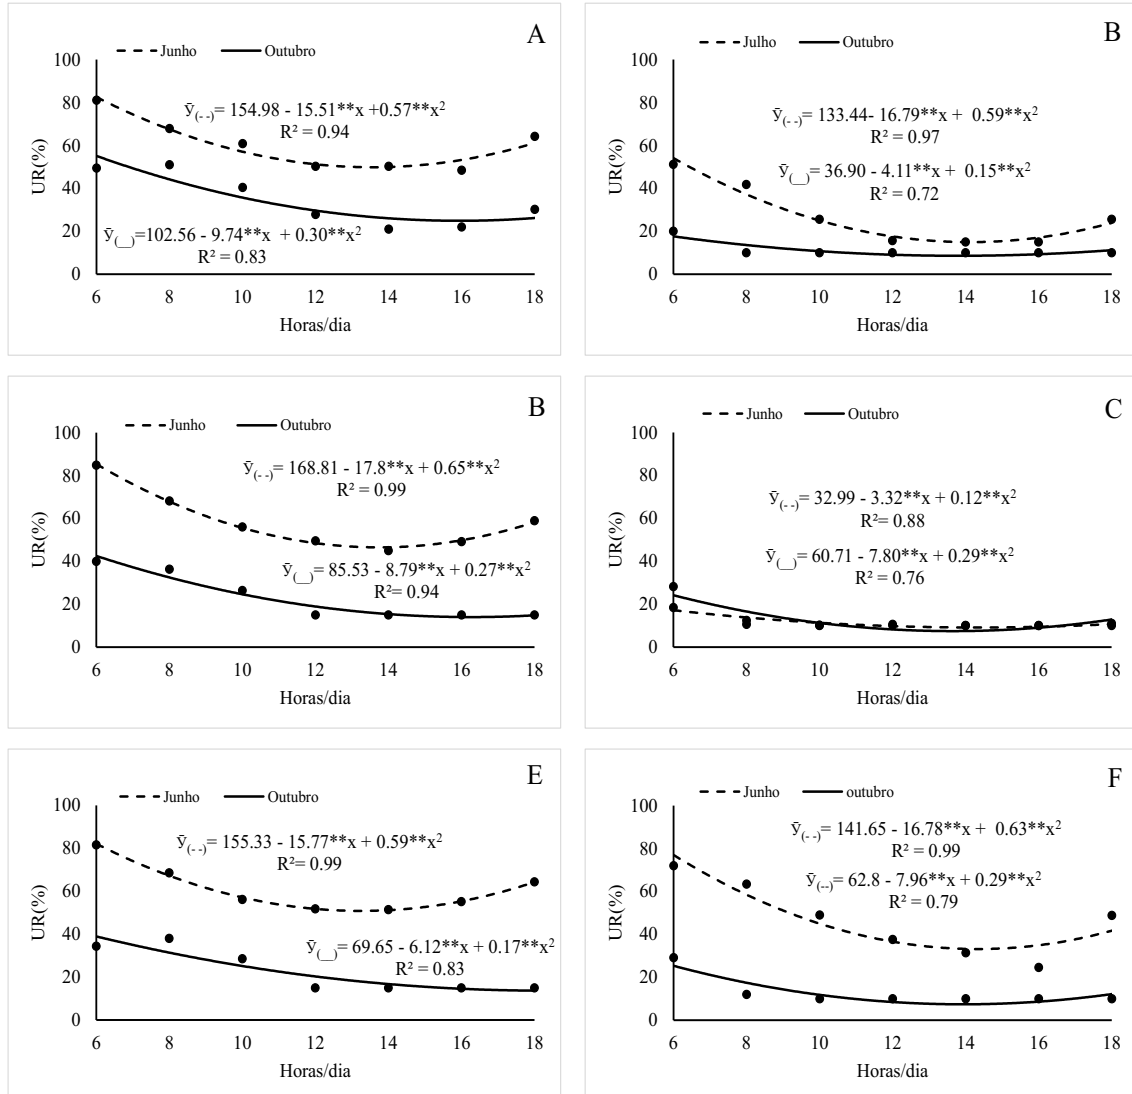 A
Junho Outubro
100
80
60
40
20
0
UR(%)
ȳ(- -)= 154.98 - 15.51**x +0.57**x²
R² = 0.94
ȳ(__)=102.56 - 9.74**x + 0.30**x²
R² = 0.83
6 8 10 12 14 16 18
Horas/dia
B
Julho Outubro
100
80
60
40
20
0
UR(%)
ȳ(- -)= 133.44- 16.79**x + 0.59**x²
R² = 0.97
ȳ(__)= 36.90 - 4.11**x + 0.15**x²
R² = 0.72
6 8 10 12 14 16 18
Horas/dia
B
Junho Outubro
100
80
60
40
20
0
UR(%)
ȳ(- -)= 168.81 - 17.8**x + 0.65**x²
R² = 0.99
ȳ(__)= 85.53 - 8.79**x + 0.27**x²
R²= 0.94
6 8 10 12 14 16 18
Horas/dia
C
Junho Outubro
100
80
60
40
20
0
UR(%)
ȳ(- -)= 32.99 - 3.32**x + 0.12**x²
R²= 0.88
ȳ(__)= 60.71 - 7.80**x + 0.29**x²
R² = 0.76
6 8 10 12 14 16 18
Horas/dia
E
Junho Outubro
100
80
60
40
20
0
UR(%)
ȳ(- -)= 155.33 - 15.77**x + 0.59**x²
R²= 0.99
ȳ(__)= 69.65 - 6.12**x + 0.17**x²
R² = 0.83
6 8 10 12 14 16 18
Horas/dia
F
Junho outubro
100
80
60
40
20
0
UR(%)
ȳ(- -)= 141.65 - 16.78**x + 0.63**x²
R² = 0.99
ȳ(--)= 62.8 - 7.96**x + 0.29**x²
R² = 0.79
6 8 10 12 14 16 18
Horas/dia